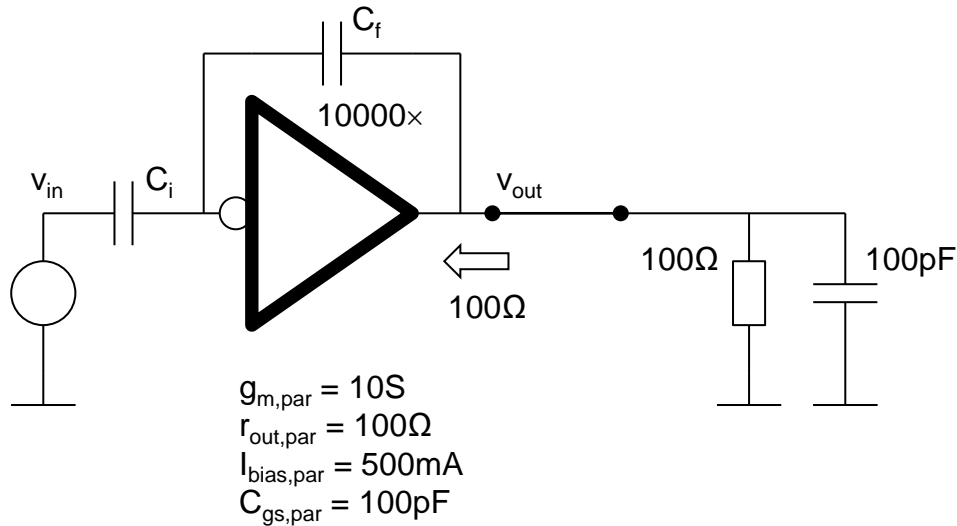 C_f
10000×
v_in
C_i
v_out
100Ω
100pF
100Ω
g_m,par = 10S
r_out,par = 100Ω
I_bias,par = 500mA
C_gs,par = 100pF